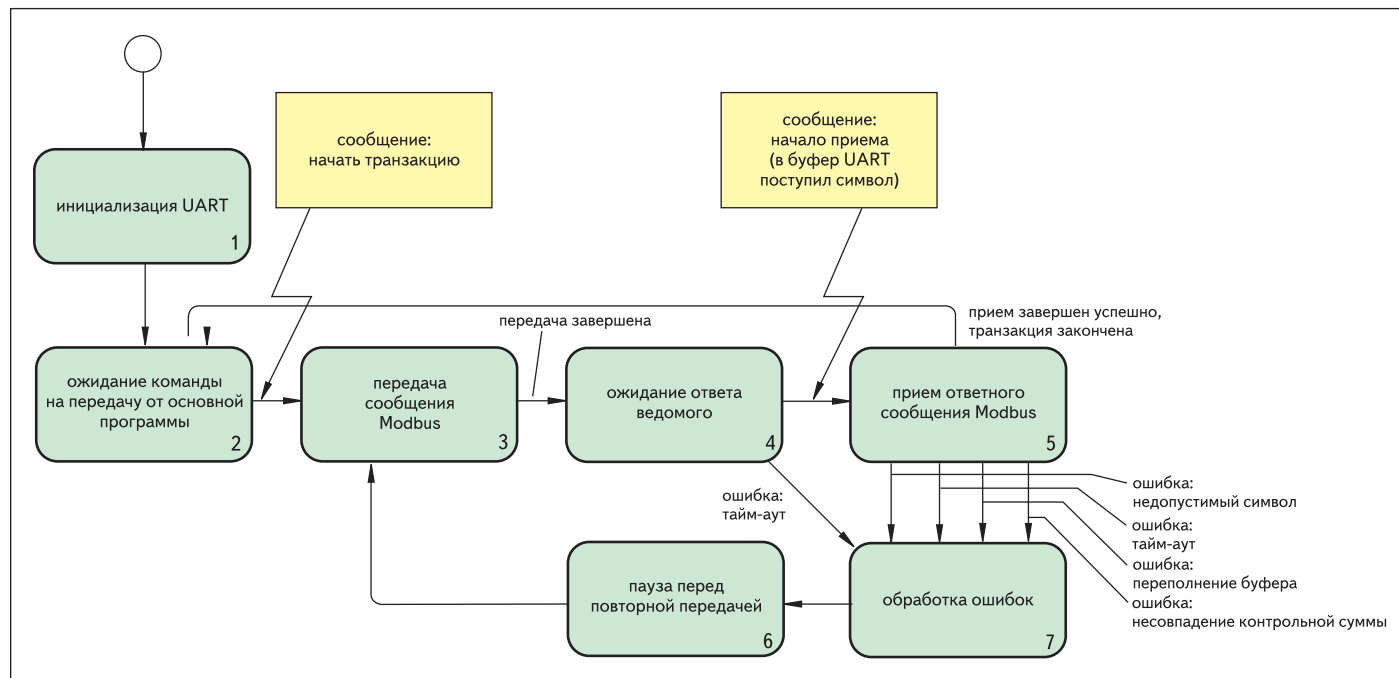 сообщение:
начать транзакцию
сообщение:
начало приема
(в буфер UART
поступил символ)
инициализация UART
1
передача завершена
прием завершен успешно,
транзакция закончена
ожидание команды
на передачу от основной
программы
2
передача
сообщения
Modbus
3
ожидание ответа
ведомого
4
прием ответного
сообщения Modbus
5
ошибка:
тайм-аут
ошибка:
недопустимый символ
ошибка:
тайм-аут
ошибка:
переполнение буфера
ошибка:
несовпадение контрольной суммы
пауза перед
повторной передачей
6
обработка ошибок
7